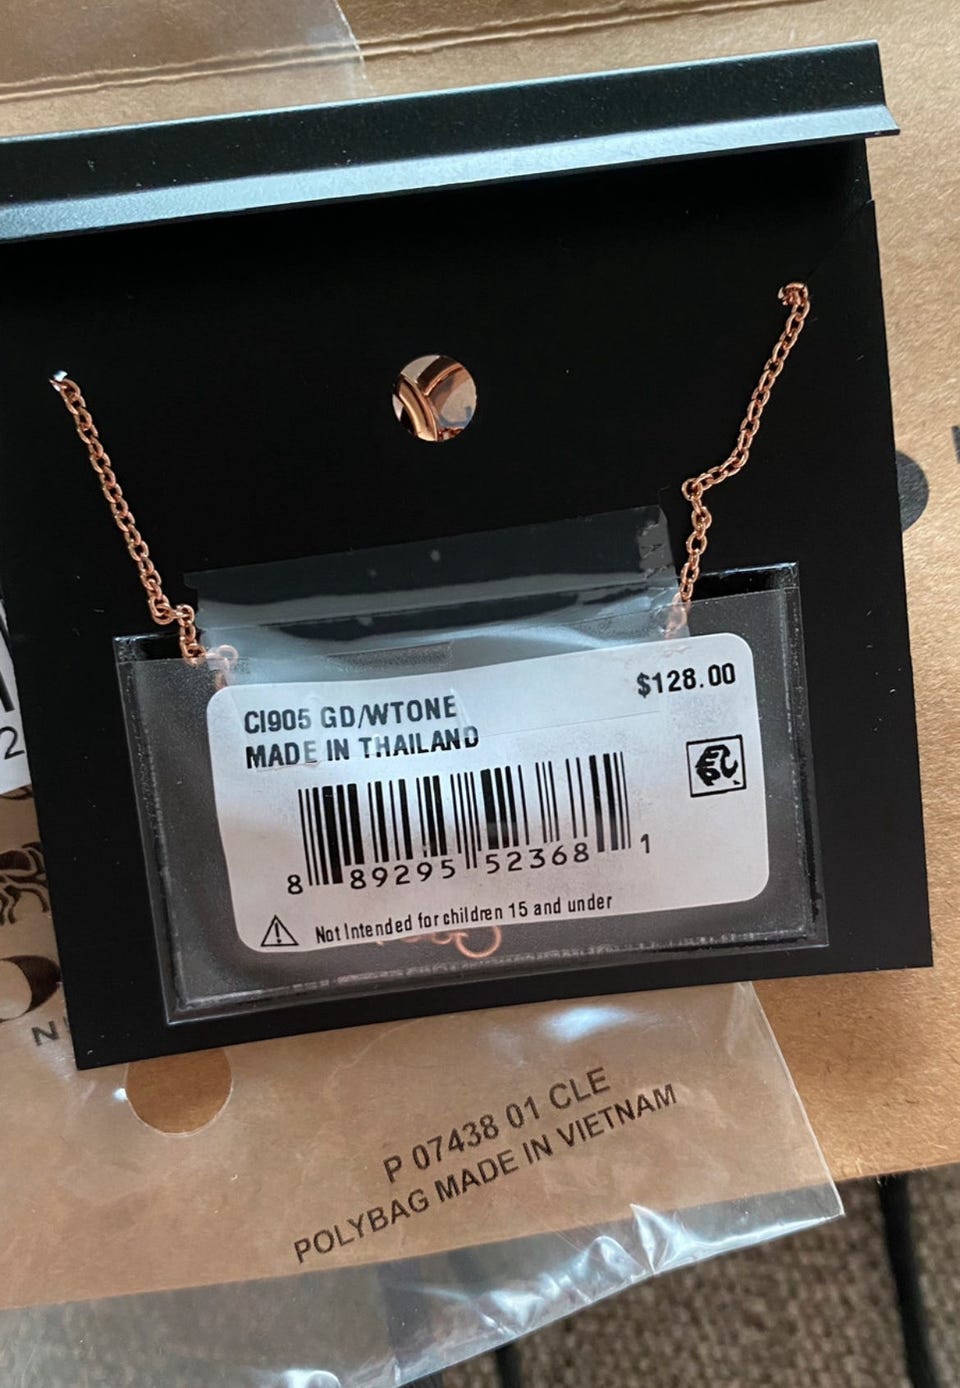 CI905 GD/WTONE
$128.00
MADE IN THAILAND
8 89295 52368 1
Not Intended for children 15 and under
P 07438 01 CLE
POLYBAG MADE IN VIETNAM